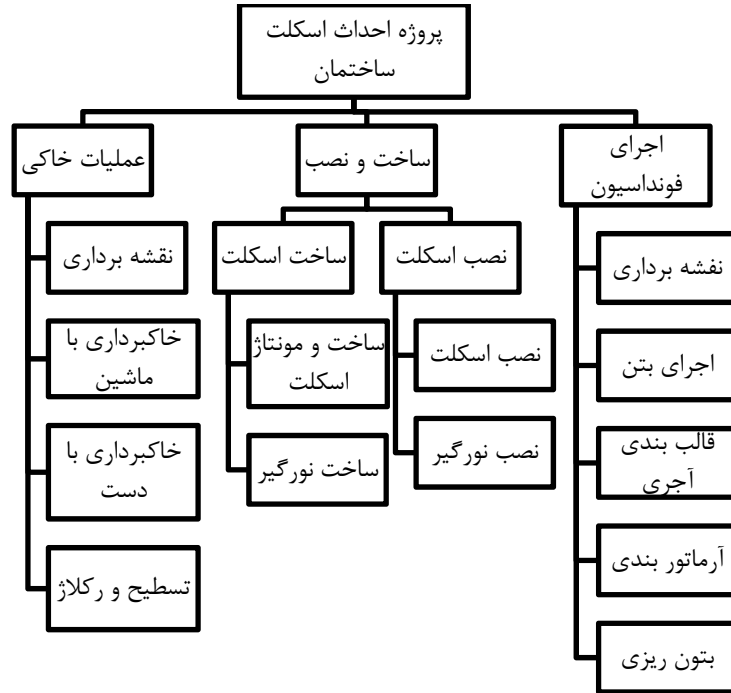 پروژه احداث اسکلت
ساختمان
اجرای
فونداسیون
ساخت و نصب
عملیات خاکی
نفشه برداری
اجرای بتن
قالب بندی
آجری
آرماتور بندی
بتون ریزی
نصب اسکلت
نصب اسکلت
نصب نورگیر
ساخت اسکلت
ساخت و مونتاژ
اسکلت
ساخت نورگیر
نقشه برداری
خاکبرداری با
ماشین
خاکبرداری با
دست
تسطیح و رکلاژ